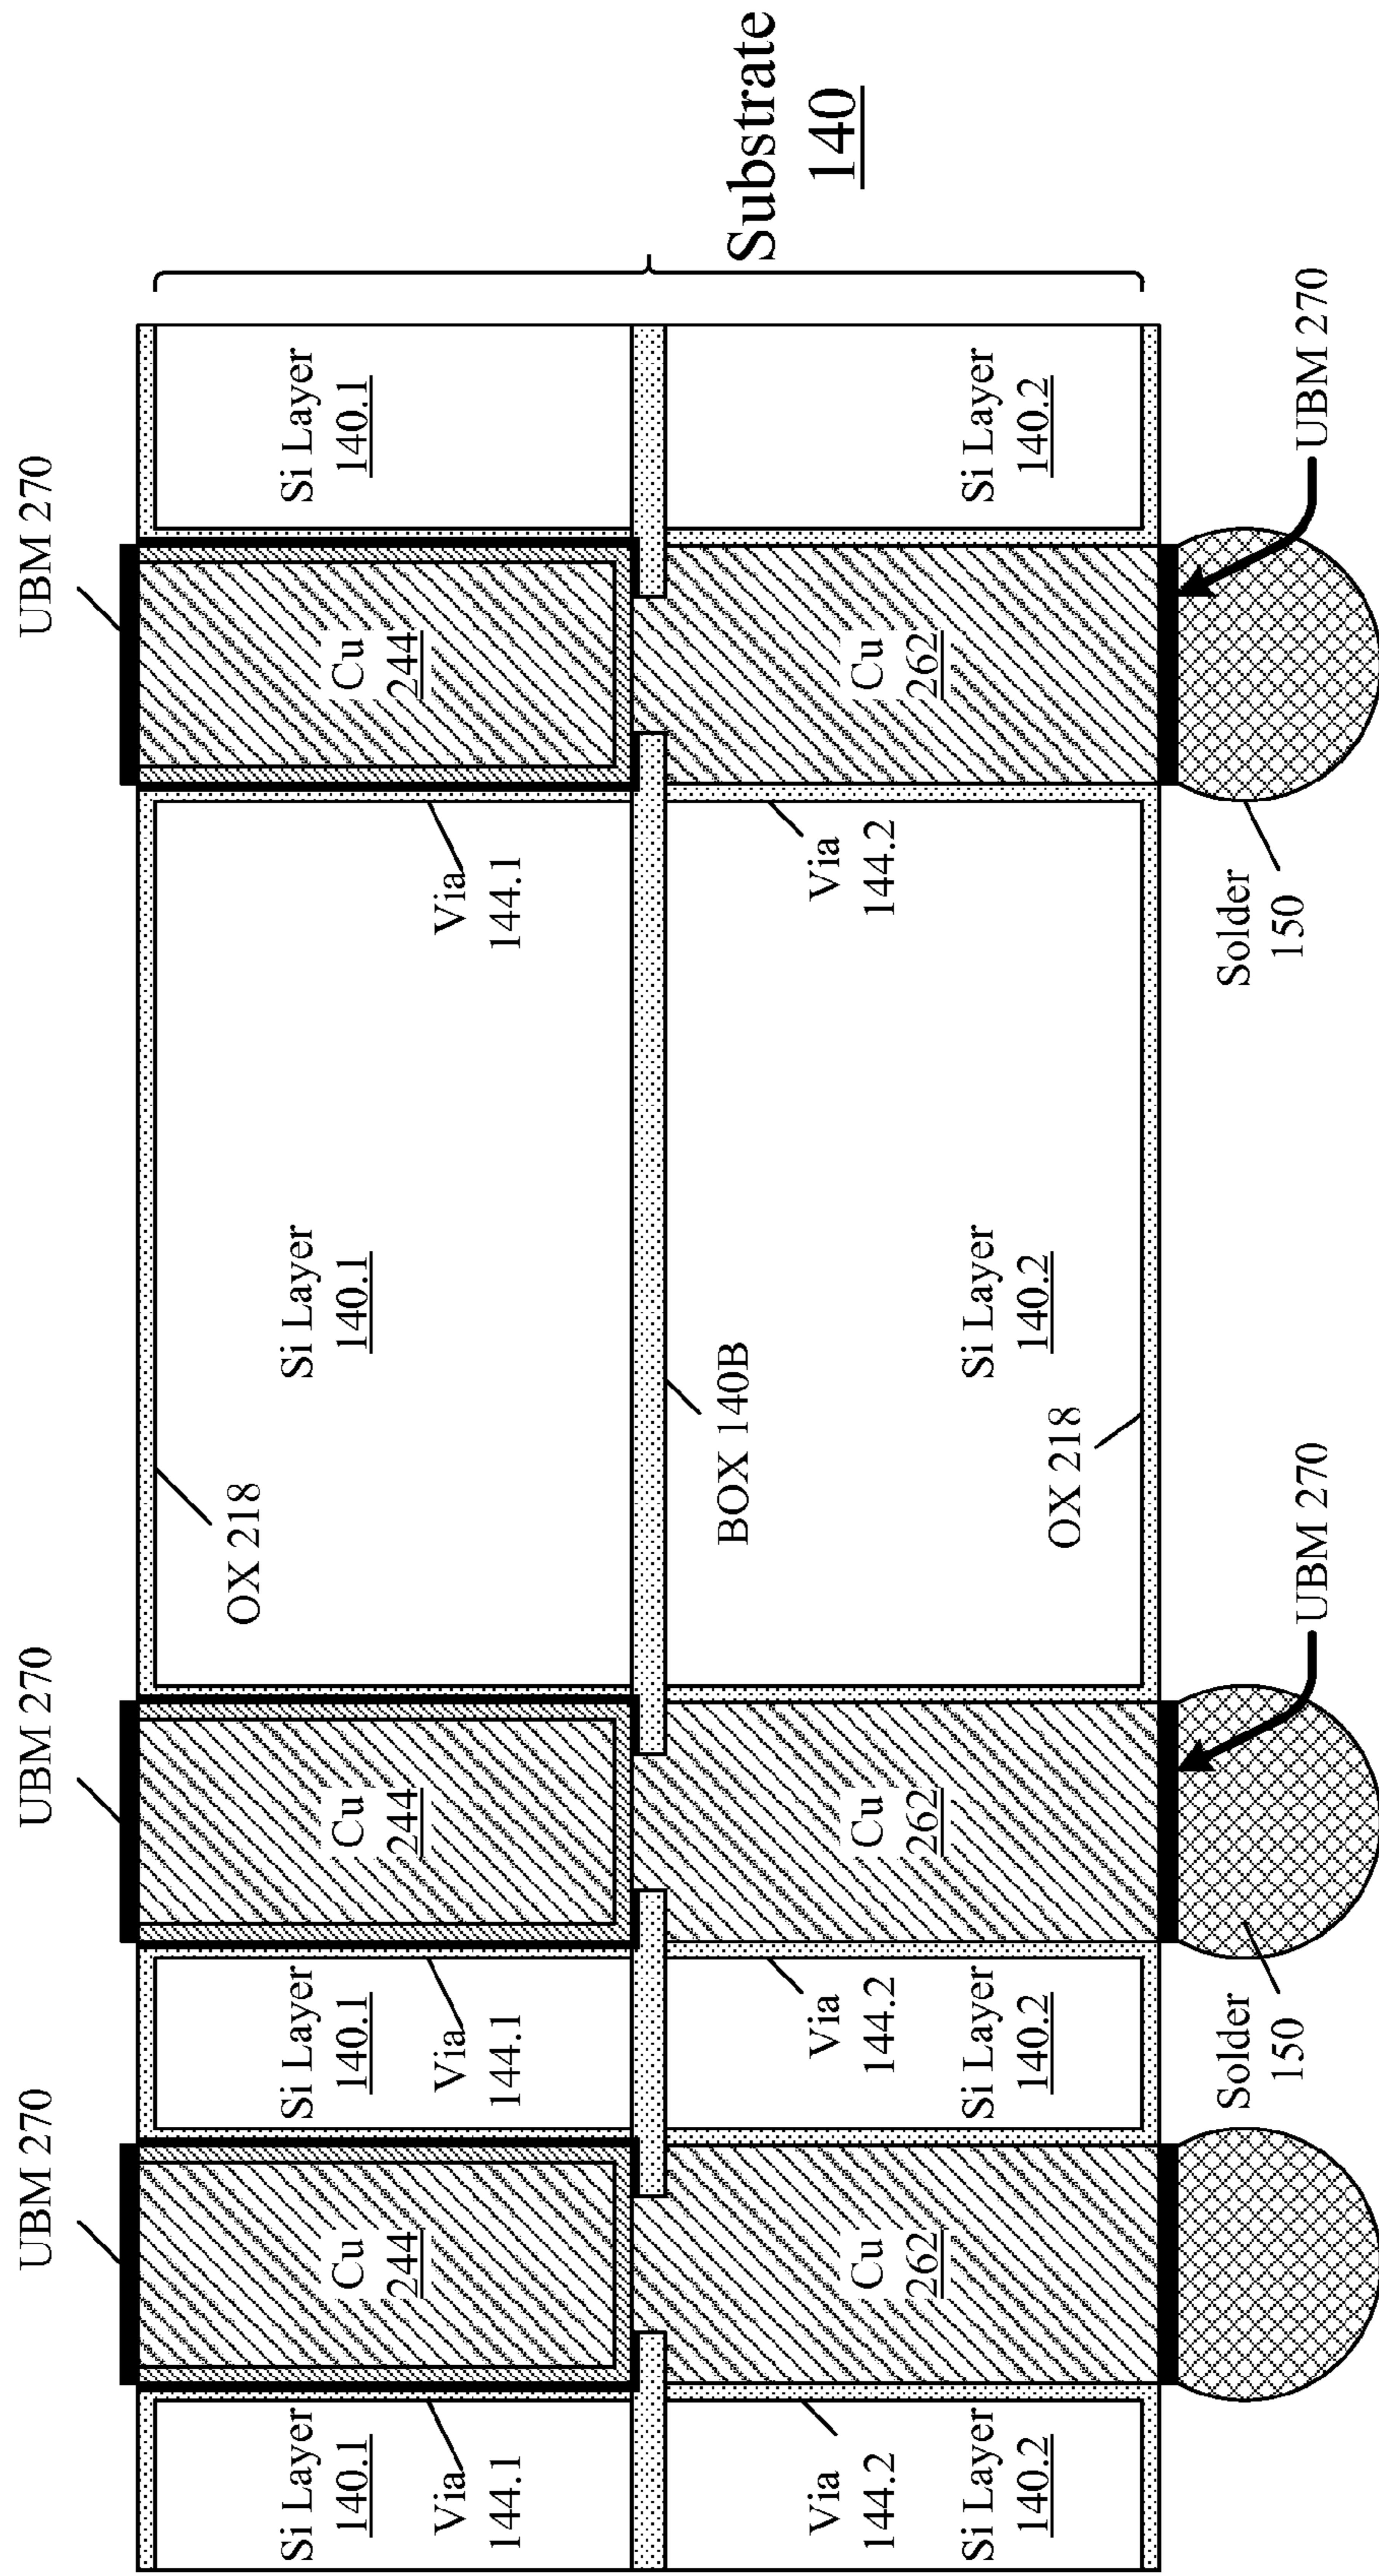 UBM 270
UBM 270
UBM 270
OX 218
Si Layer
140.1
Si Layer
140.1
Si Layer
140.1
Si Layer
140.1
Cu
244
Cu
244
Cu
244
Via
144.1
Via
144.1
Via
144.1
BOX 140B
Substrate
140
Via
144.2
Via
144.2
Via
144.2
Cu
262
Cu
262
Cu
262
Si Layer
140.2
Si Layer
140.2
Si Layer
140.2
Si Layer
140.2
OX 218
Solder
150
Solder
150
UBM 270
UBM 270